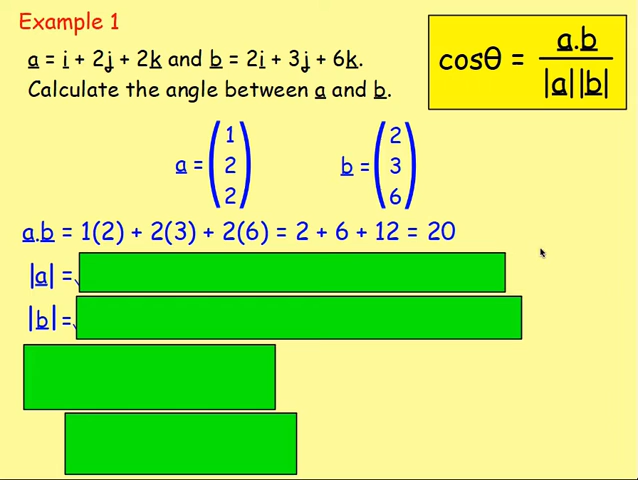 Example 1
a = i + 2j + 2k and b = 2i + 3j + 6k.
Calculate the angle between a and b.
cosθ = a.b / |a||b|
a = (1 2 2)
b = (2 3 6)
a.b = 1(2) + 2(3) + 2(6) = 2 + 6 + 12 = 20
|a| = √
|b| = √